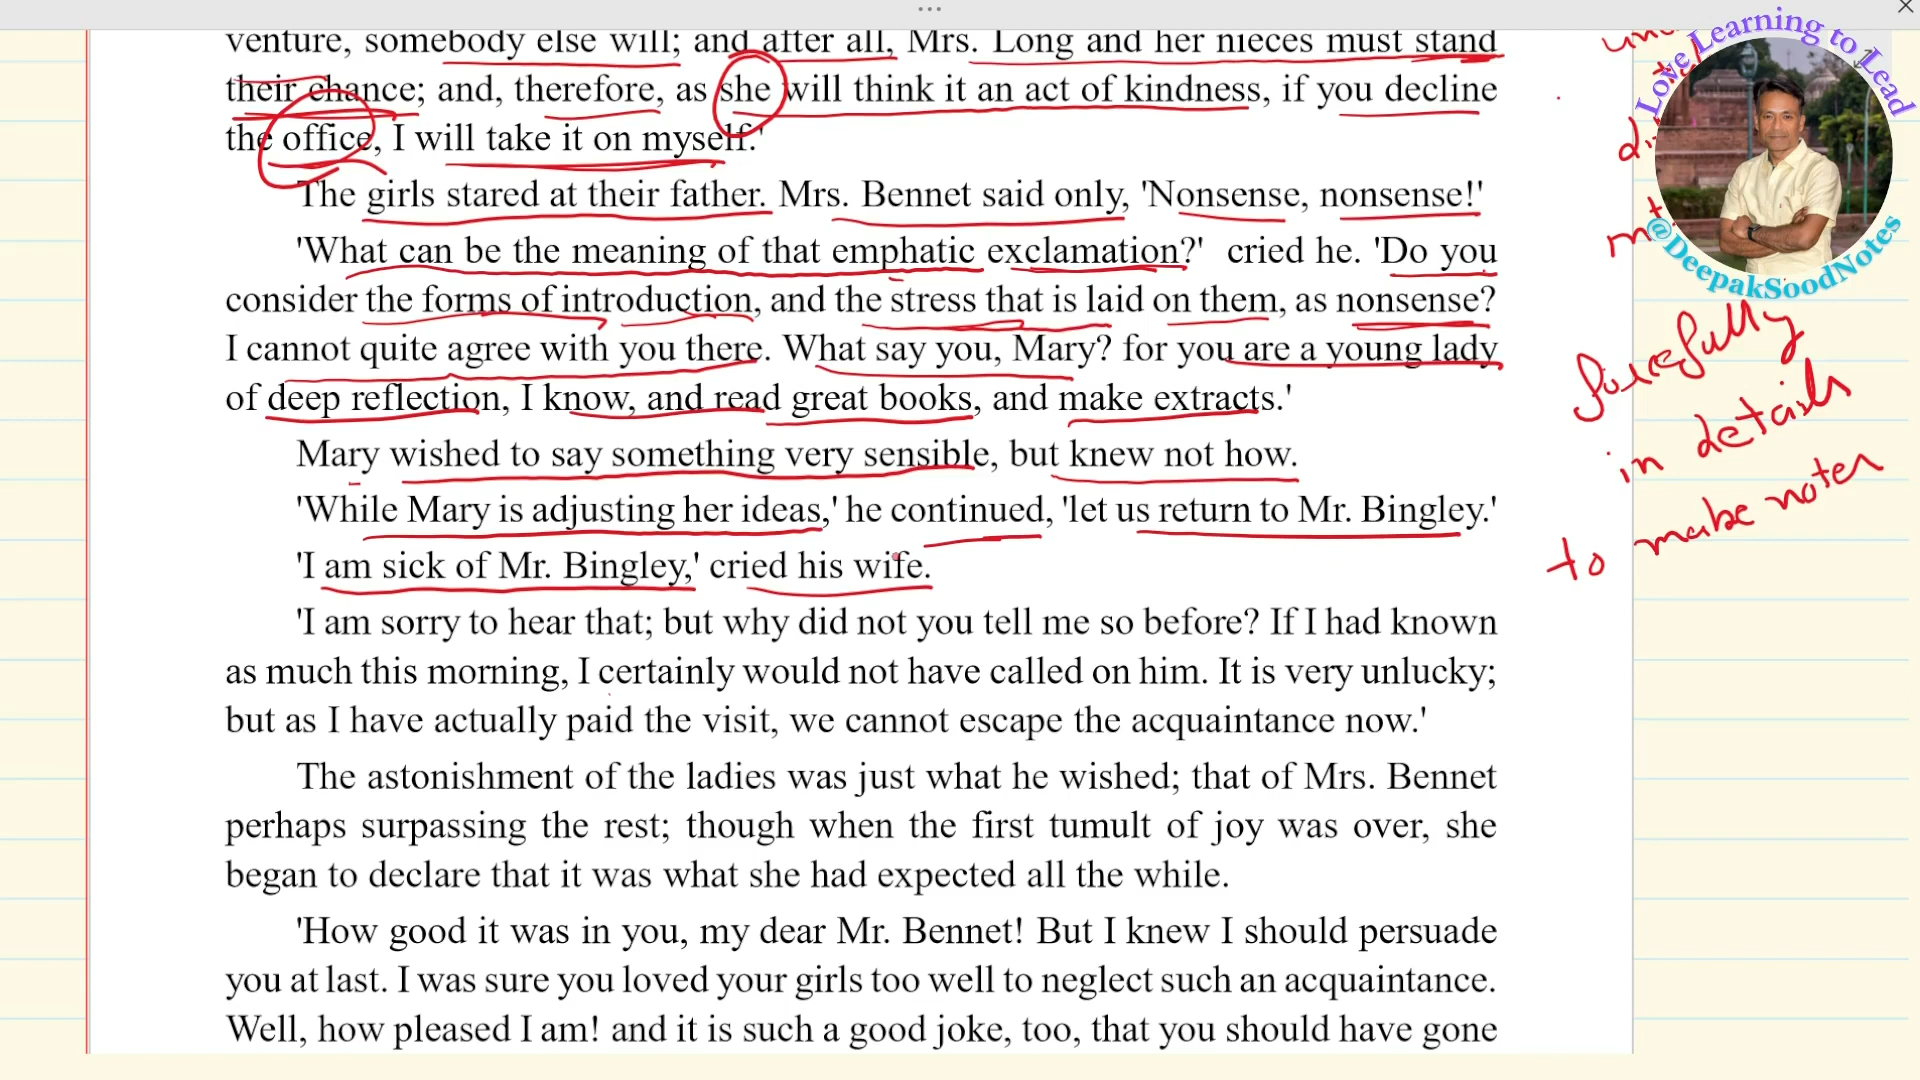 venture, somebody else will; and after all, Mrs. Long and her nieces must stand
their chance; and, therefore, as she will think it an act of kindness, if you decline
the office, I will take it on myself.'
The girls stared at their father. Mrs. Bennet said only, 'Nonsense, nonsense!'
'What can be the meaning of that emphatic exclamation?' cried he. 'Do you
consider the forms of introduction, and the stress that is laid on them, as nonsense?
I cannot quite agree with you there. What say you, Mary? for you are a young lady
of deep reflection, I know, and read great books, and make extracts.'
Mary wished to say something very sensible, but knew not how.
'While Mary is adjusting her ideas,' he continued, 'let us return to Mr. Bingley.'
'I am sick of Mr. Bingley,' cried his wife.
'I am sorry to hear that; but why did not you tell me so before? If I had known
as much this morning, I certainly would not have called on him. It is very unlucky;
but as I have actually paid the visit, we cannot escape the acquaintance now.'
The astonishment of the ladies was just what he wished; that of Mrs. Bennet
perhaps surpassing the rest; though when the first tumult of joy was over, she
began to declare that it was what she had expected all the while.
'How good it was in you, my dear Mr. Bennet! But I knew I should persuade
you at last. I was sure you loved your girls too well to neglect such an acquaintance.
Well, how pleased I am! and it is such a good joke, too, that you should have gone
Love Learning to Lead
@DeepakSoodNotes
forcefully
in details
to make notes